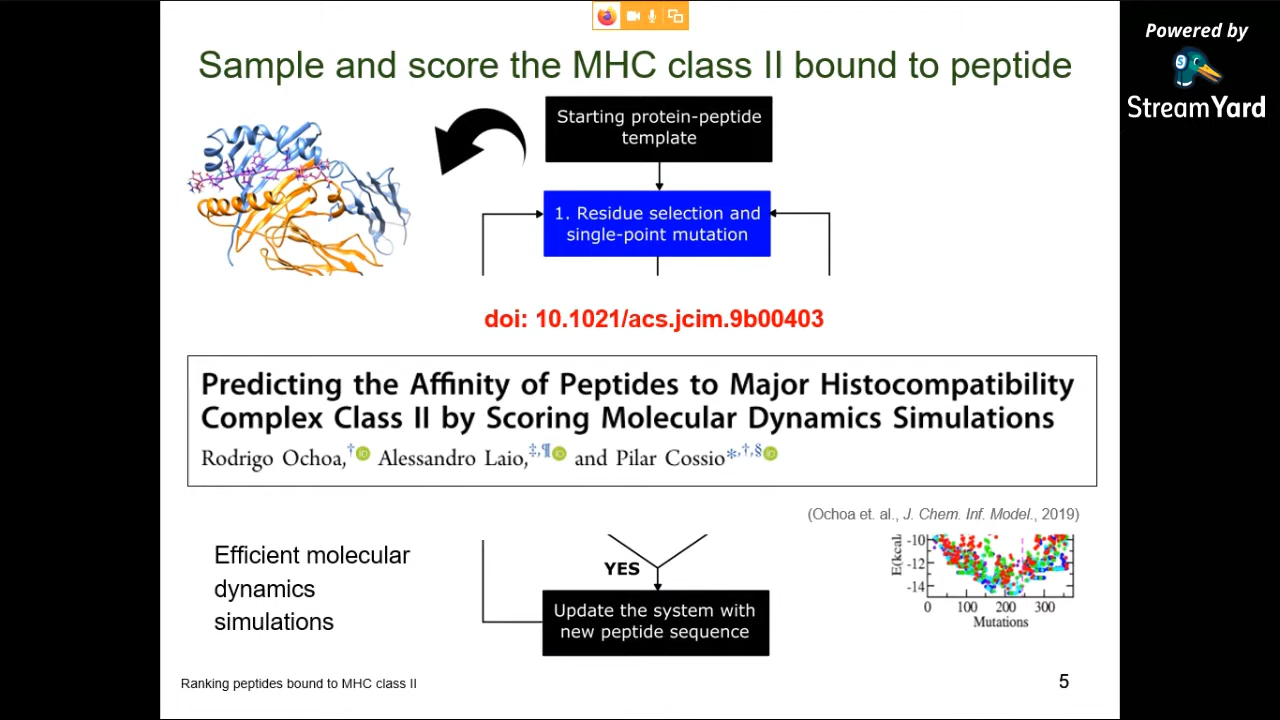 Powered by
StreamYard
Sample and score the MHC class II bound to peptide
Starting protein-peptide
template
1. Residue selection and
single-point mutation
doi: 10.1021/acs.jcim.9b00403
Predicting the Affinity of Peptides to Major Histocompatibility
Complex Class II by Scoring Molecular Dynamics Simulations
Rodrigo Ochoa,† Alessandro Laio,‡,¶ and Pilar Cossio*,†,§
(Ochoa et. al., J. Chem. Inf. Model., 2019)
Efficient molecular
dynamics
simulations
YES
Update the system with
new peptide sequence
-10
-12
-14
0 100 200 300
Mutations
Ranking peptides bound to MHC class II
5